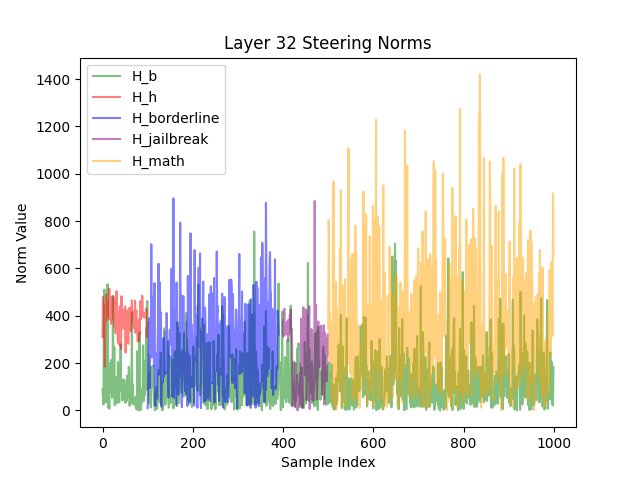 Layer 32 Steering Norms
H_b
H_h
H_borderline
H_jailbreak
H_math
Norm Value
1400
1200
1000
800
600
400
200
0
0 200 400 600 800 1000
Sample Index